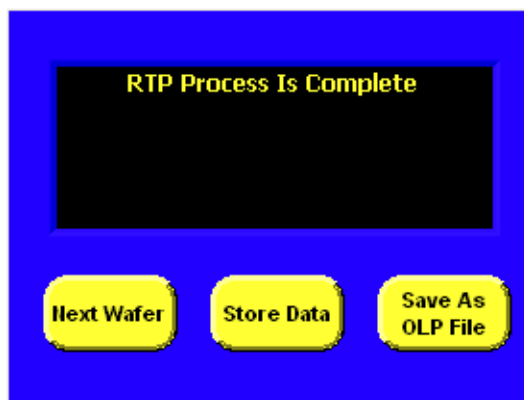 RTP Process Is Complete
Next Wafer
Store Data
Save As
OLP File